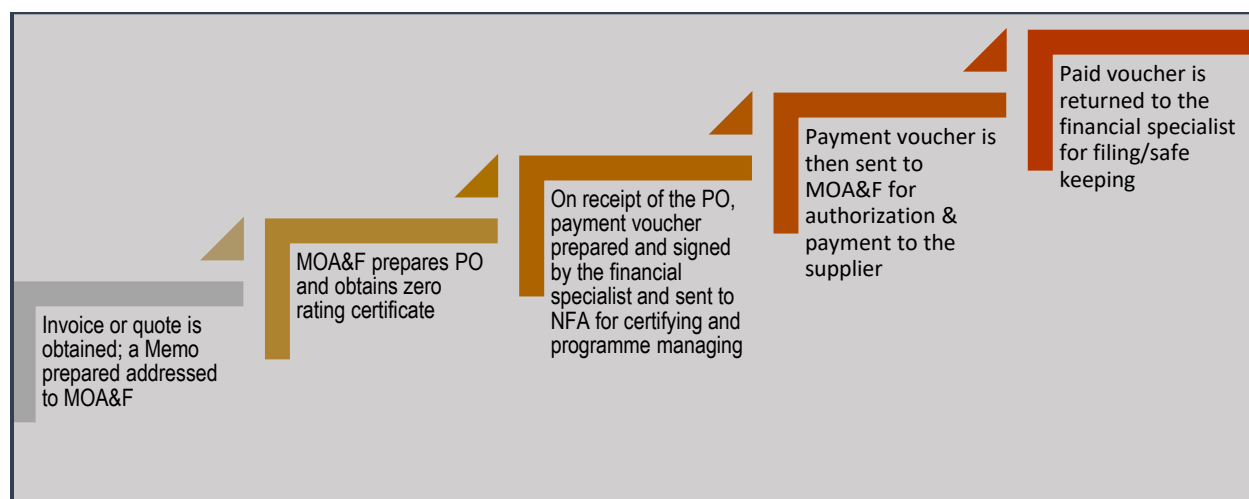 Invoice or quote is
obtained; a Memo
prepared addressed
to MOA&F
MOA&F prepares PO
and obtains zero
rating certificate
On receipt of the PO,
payment voucher
prepared and signed
by the financial
specialist and sent to
NFA for certifying and
programme managing
Payment voucher is
then sent to
MOA&F for
authorization &
payment to the
supplier
Paid voucher is
returned to the
financial specialist
for filing/safe
keeping